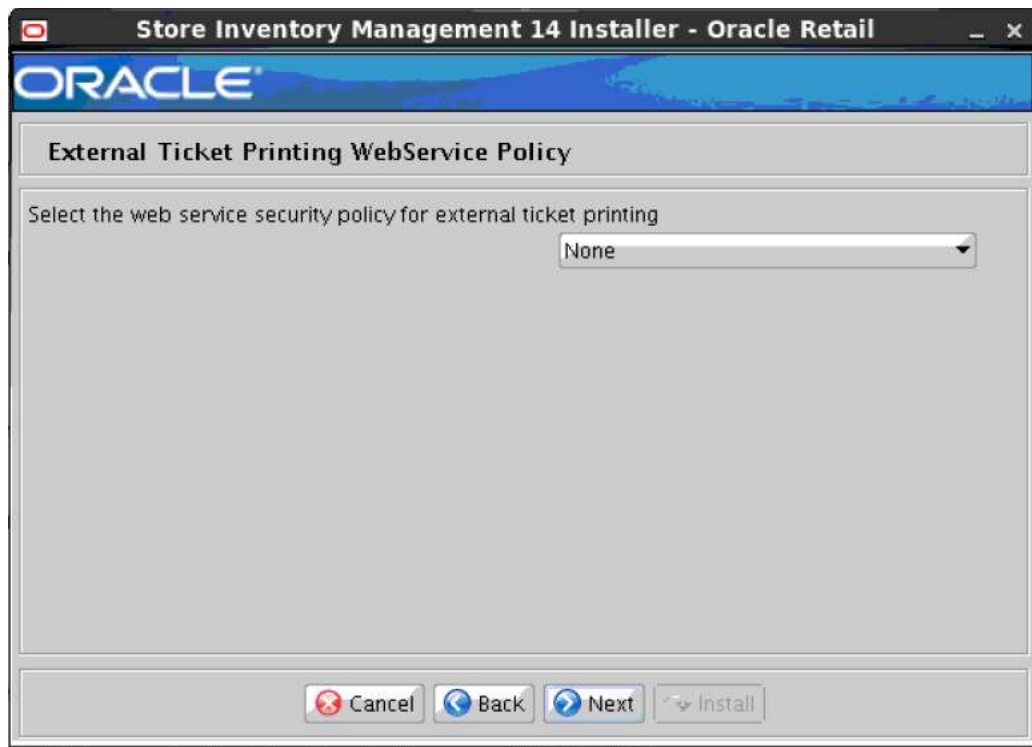 Store Inventory Management 14 Installer - Oracle Retail
ORACLE
External Ticket Printing WebService Policy
Select the web service security policy for external ticket printing
None
Cancel Back Next Install